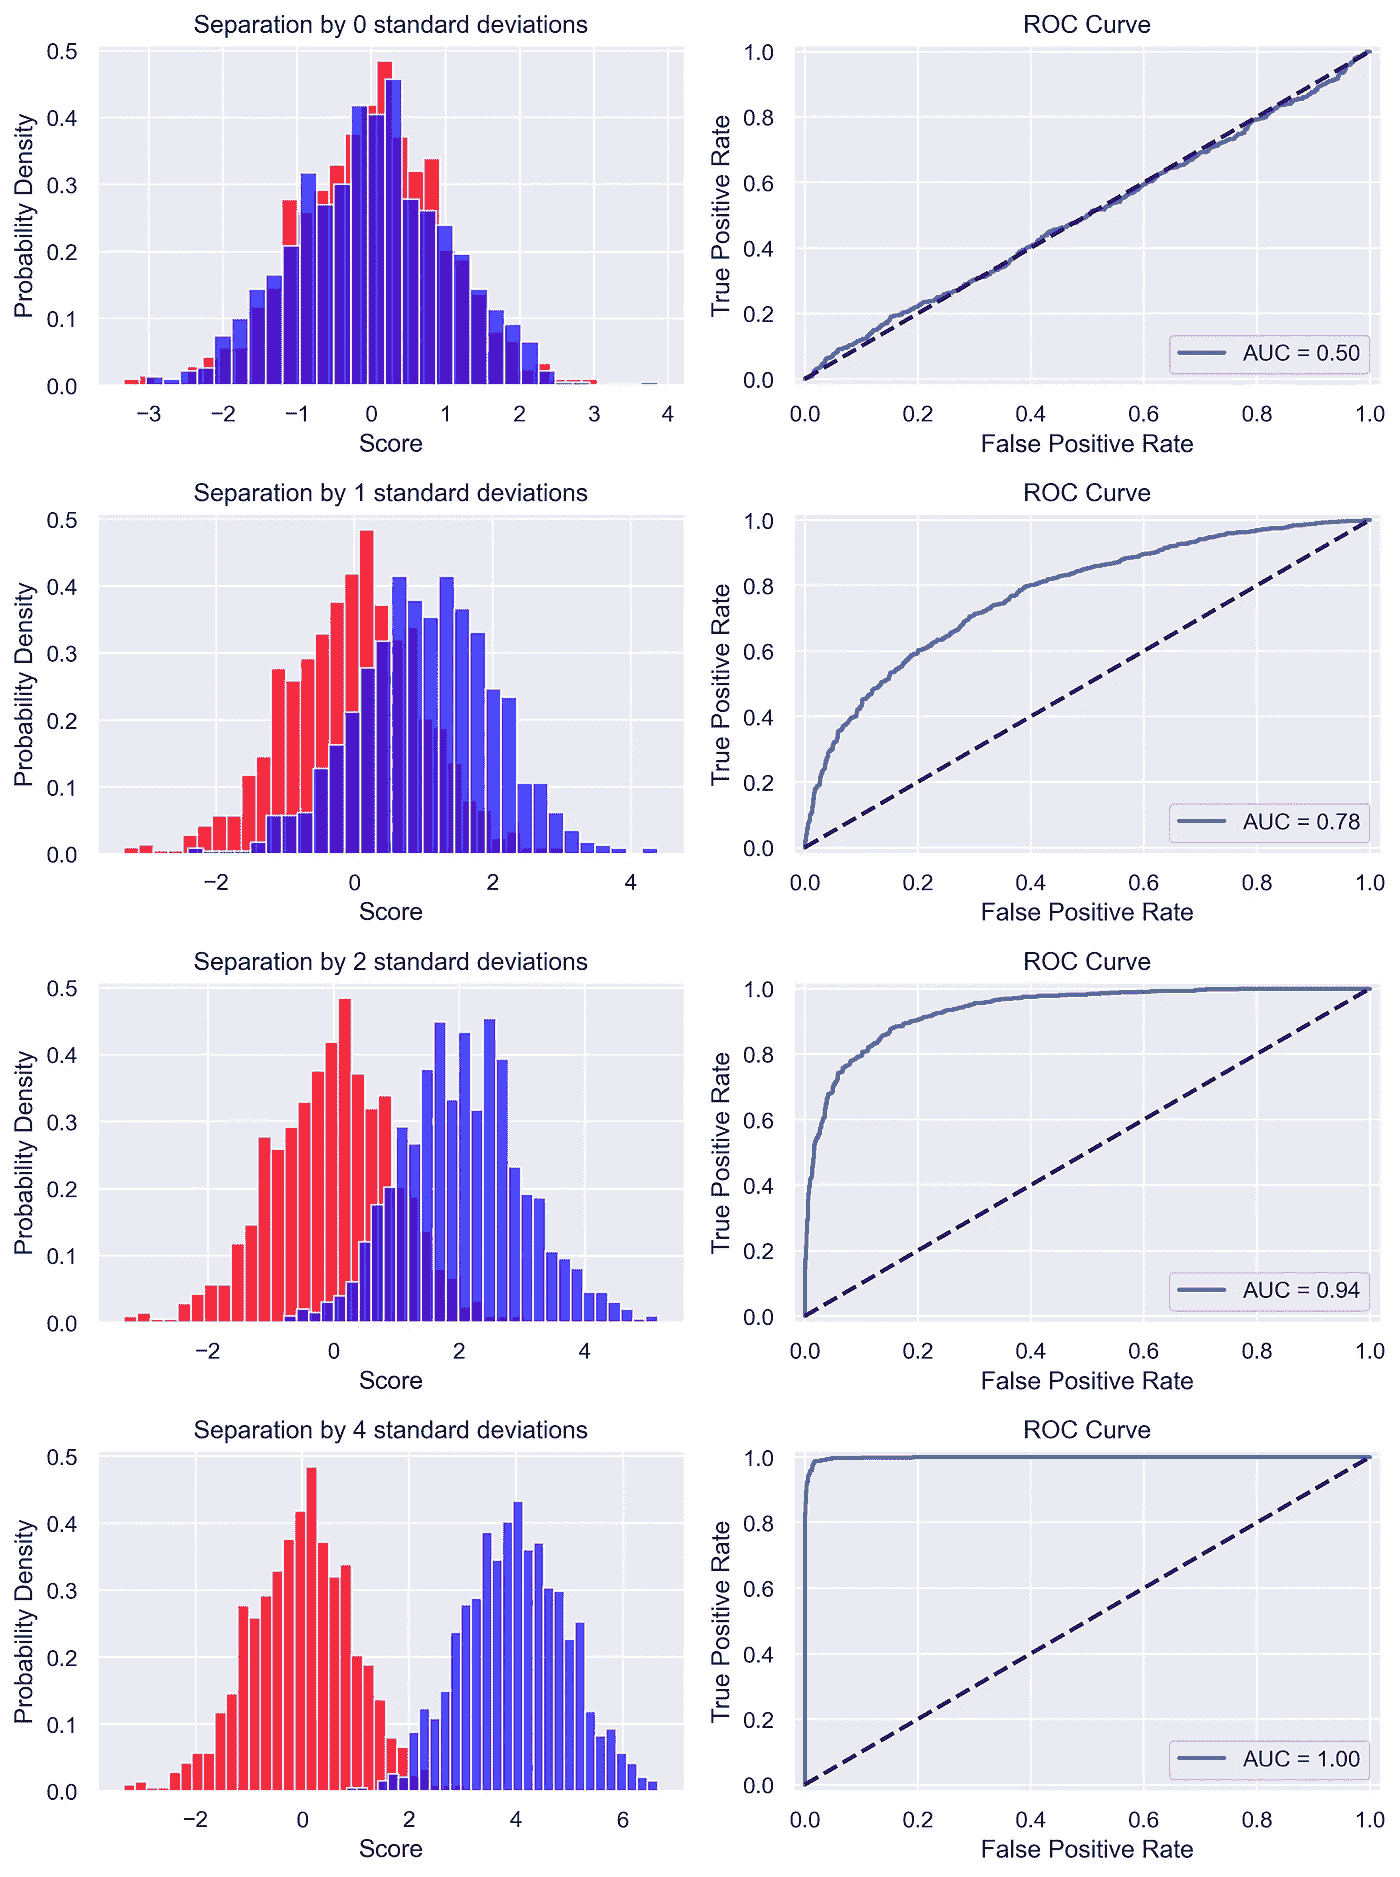 Separation by 0 standard deviations
Probability Density
0.5
0.4
0.3
0.2
0.1
0.0
−3 −2 −1 0 1 2 3 4
Score
ROC Curve
True Positive Rate
1.0
0.8
0.6
0.4
0.2
0.0
AUC = 0.50
0.0 0.2 0.4 0.6 0.8 1.0
False Positive Rate
Separation by 1 standard deviations
Probability Density
0.5
0.4
0.3
0.2
0.1
0.0
−2 0 2 4
Score
ROC Curve
True Positive Rate
1.0
0.8
0.6
0.4
0.2
0.0
AUC = 0.78
0.0 0.2 0.4 0.6 0.8 1.0
False Positive Rate
Separation by 2 standard deviations
Probability Density
0.5
0.4
0.3
0.2
0.1
0.0
−2 0 2 4
Score
ROC Curve
True Positive Rate
1.0
0.8
0.6
0.4
0.2
0.0
AUC = 0.94
0.0 0.2 0.4 0.6 0.8 1.0
False Positive Rate
Separation by 4 standard deviations
Probability Density
0.5
0.4
0.3
0.2
0.1
0.0
−2 0 2 4 6
Score
ROC Curve
True Positive Rate
1.0
0.8
0.6
0.4
0.2
0.0
AUC = 1.00
0.0 0.2 0.4 0.6 0.8 1.0
False Positive Rate